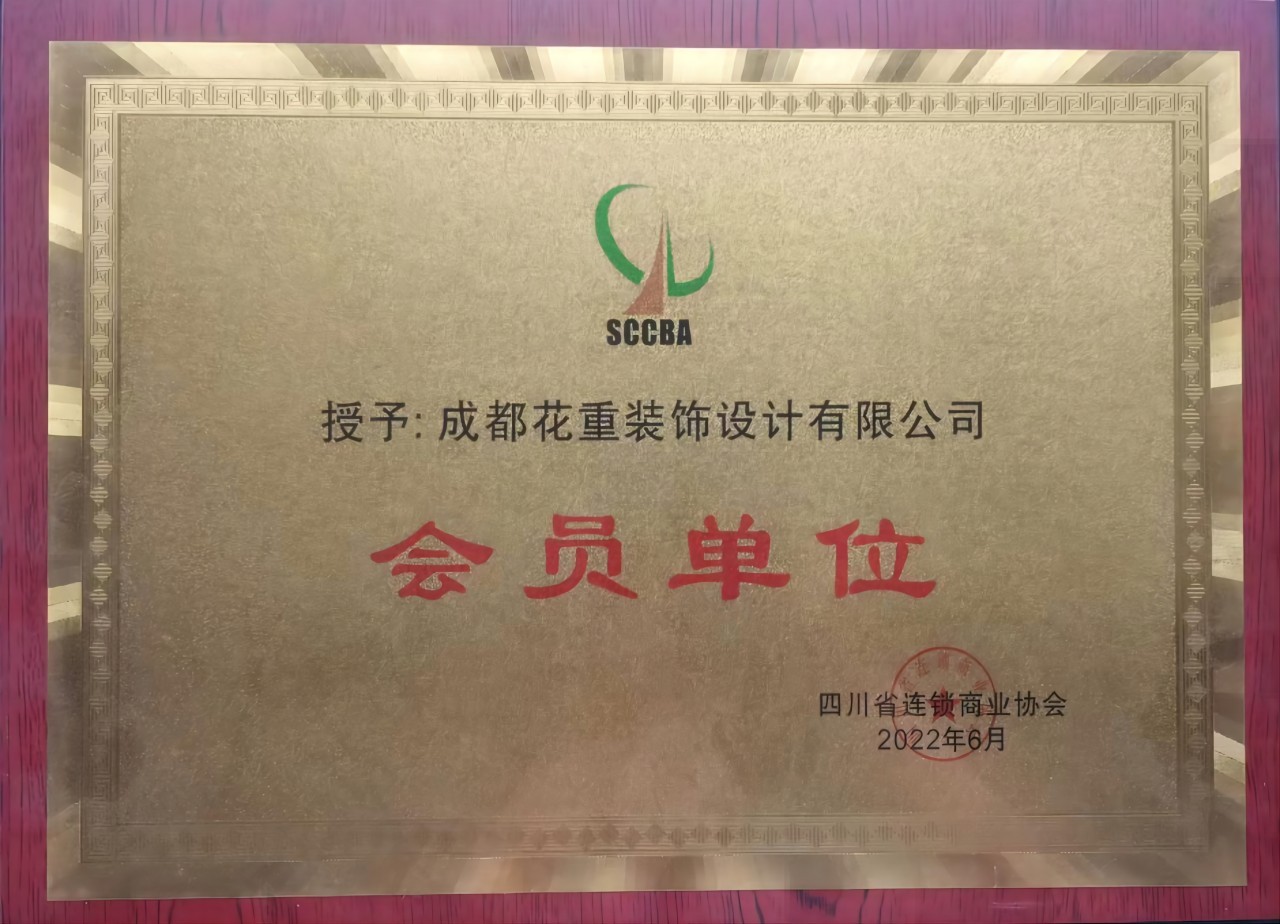 SCCBA
授予: 成都花重装饰设计有限公司
会员单位
四川省连锁商业协会
2022年6月